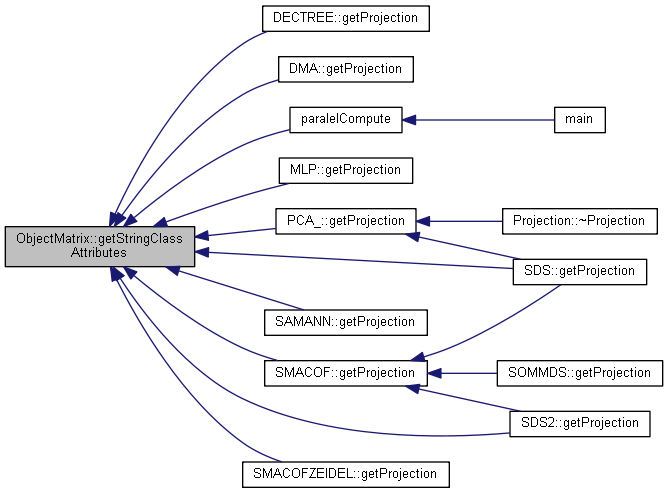 DECTREE::getProjection
DMA::getProjection
paralelCompute
main
MLP::getProjection
PCA_::getProjection
Projection::~Projection
ObjectMatrix::getStringClass
Attributes
SDS::getProjection
SAMANN::getProjection
SMACOF::getProjection
SOMMDS::getProjection
SDS2::getProjection
SMACOFZEIDEL::getProjection